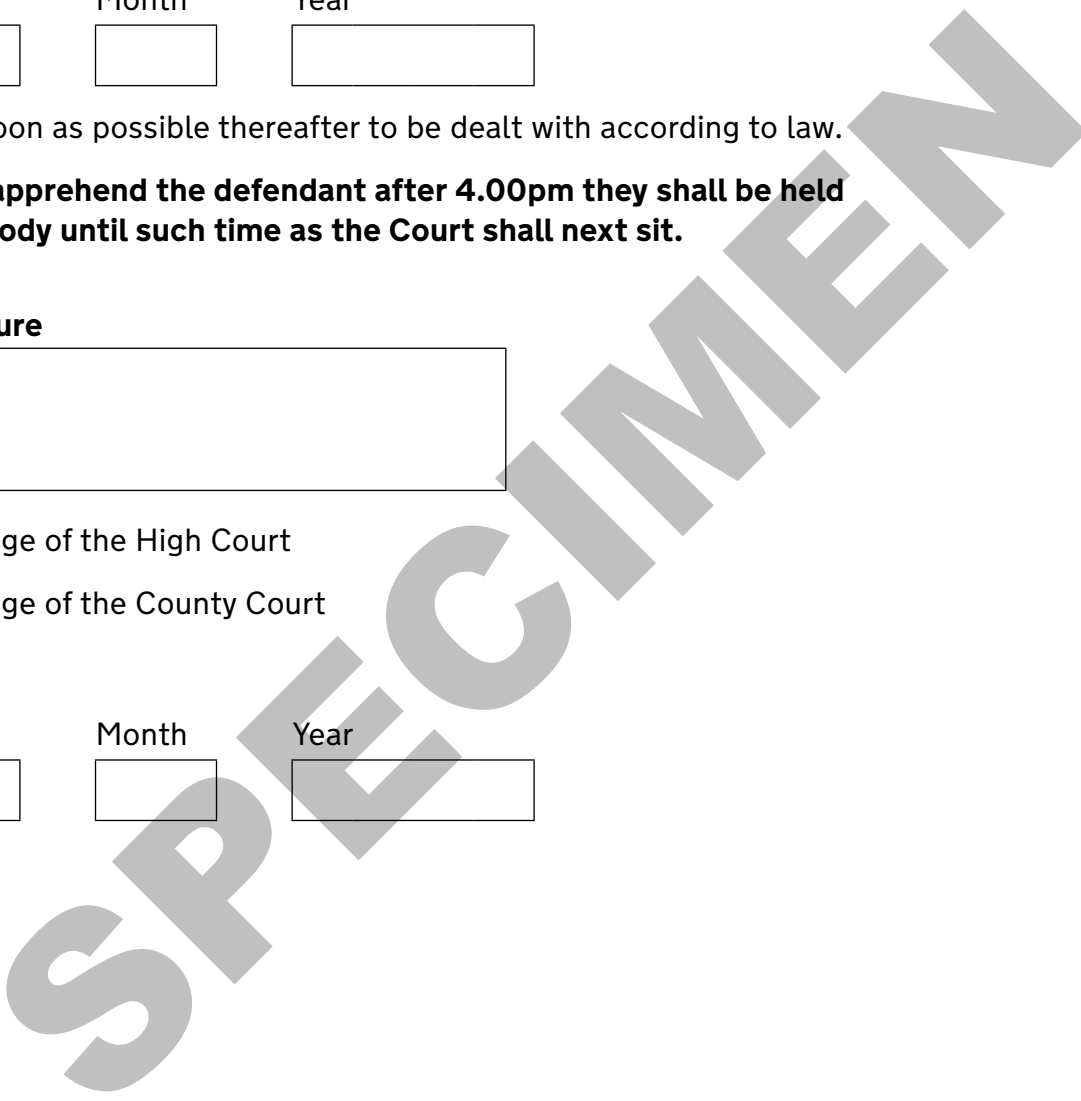 Month Year
oon as possible thereafter to be dealt with according to law.
apprehend the defendant after 4.00pm they shall be held
ody until such time as the Court shall next sit.
ure
ge of the High Court
ge of the County Court
Month Year
SPECIMEN